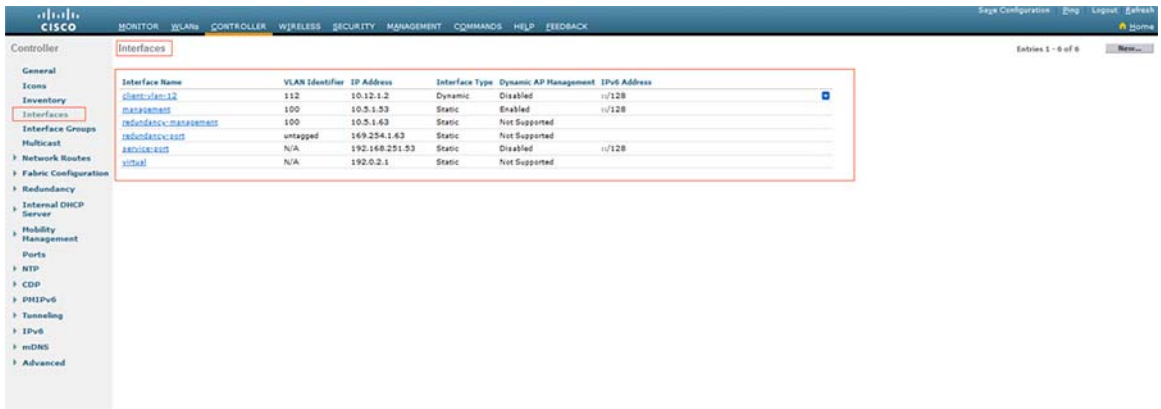 Save Configuration Ping Logout Refresh
CISCO MONITOR WLANs CONTROLLER WIRELESS SECURITY MANAGEMENT COMMANDS HELP FEEDBACK Home
Controller
Interfaces
Entries 1 - 6 of 6
New...
General
Icons
Inventory
Interfaces
Interface Groups
Multicast
Network Routes
Fabric Configuration
Redundancy
Internal DHCP
Server
Mobility
Management
Ports
NTP
CDP
PMIPv6
Tunneling
IPv6
mDNS
Advanced
Interface Name VLAN Identifier IP Address Interface Type Dynamic AP Management IPv6 Address
client-vlan-12 112 10.12.1.2 Dynamic Disabled ::/128
management 100 10.5.1.53 Static Enabled ::/128
redundancy-management 100 10.5.1.63 Static Not Supported
redundancy-port untagged 169.254.1.63 Static Not Supported
service-port N/A 192.168.251.53 Static Disabled ::/128
virtual N/A 192.0.2.1 Static Not Supported